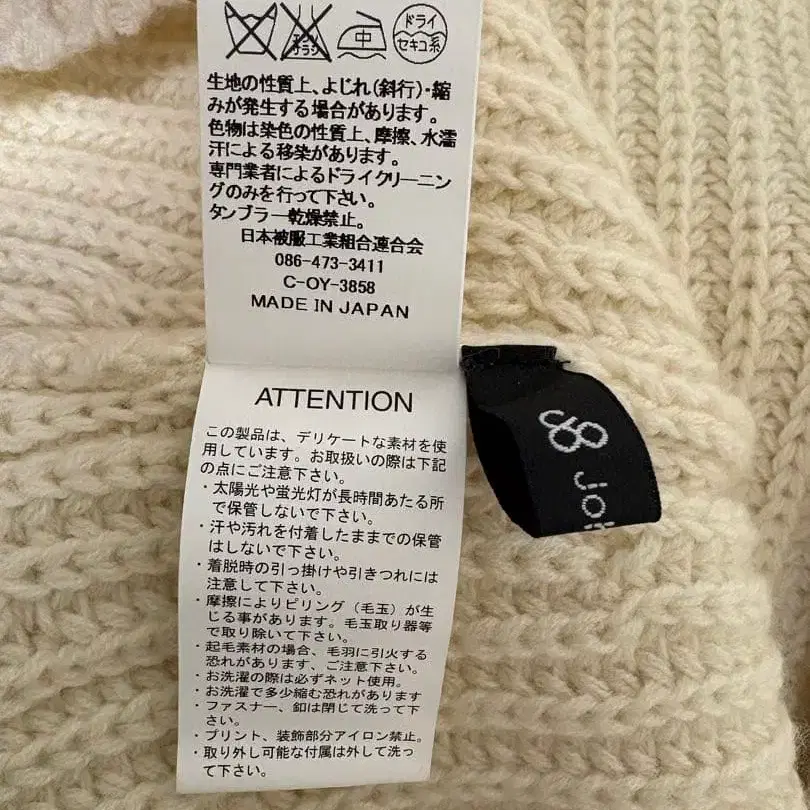 エンソ
サラシ
中
ドライ
セキユ系
生地の性質上、よじれ(斜行)・縮
みが発生する場合があります。
色物は染色の性質上、摩擦、水濡
汗による移染があります。
専門業者によるドライクリーニン
グのみを行って下さい。
タンブラー乾燥禁止。
日本被服工業組合連合会
086-473-3411
C-OY-3858
MADE IN JAPAN
ATTENTION
この製品は、デリケートな素材を使
用しています。お取扱いの際は下記
の点にご注意下さい。
・太陽光や蛍光灯が長時間あたる所
で保管しないで下さい。
・汗や汚れを付着したままでの保管
はしないで下さい。
・着脱時の引っ掛けや引きつれには
注意して下さい。
・摩擦によりピリング（毛玉）が生
じる事があります。毛玉取り器等
で取り除いて下さい。
・起毛素材の場合、毛羽に引火する
恐れがあります、ご注意下さい。
・お洗濯の際は必ずネット使用。
・お洗濯で多少縮む恐れがあります
・ファスナー、釦は閉じて洗って下
さい。
・プリント、装飾部分アイロン禁止。
・取り外し可能な付属は外して洗っ
て下さい。